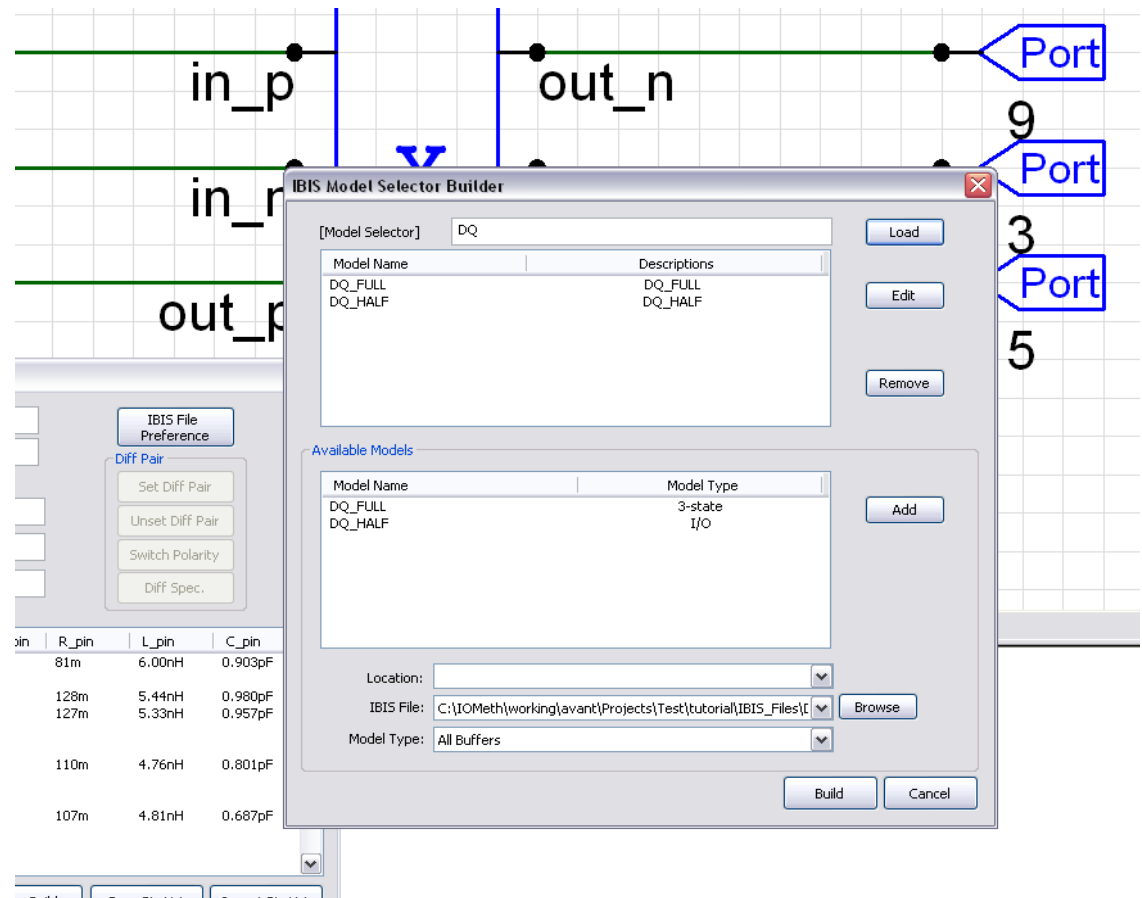 in_p
out_n
Port
9
in_
Port
3
out_p
Port
5
IBIS Model Selector Builder
[Model Selector] DQ Load
Model Name Descriptions
DQ_FULL DQ_FULL
DQ_HALF DQ_HALF
Edit
Remove
Available Models
Model Name Model Type
DQ_FULL 3-state
DQ_HALF I/O
Add
Location:
IBIS File: C:\IOMeth\working\avant\Projects\Test\tutorial\IBIS_Files\ Browse
Model Type: All Buffers
Build Cancel
IBIS File
Preference
Diff Pair
Set Diff Pair
Unset Diff Pair
Switch Polarity
Diff Spec.
pin R_pin L_pin C_pin
81m 6.00nH 0.903pF
128m 5.44nH 0.980pF
127m 5.33nH 0.957pF
110m 4.76nH 0.801pF
107m 4.81nH 0.687pF